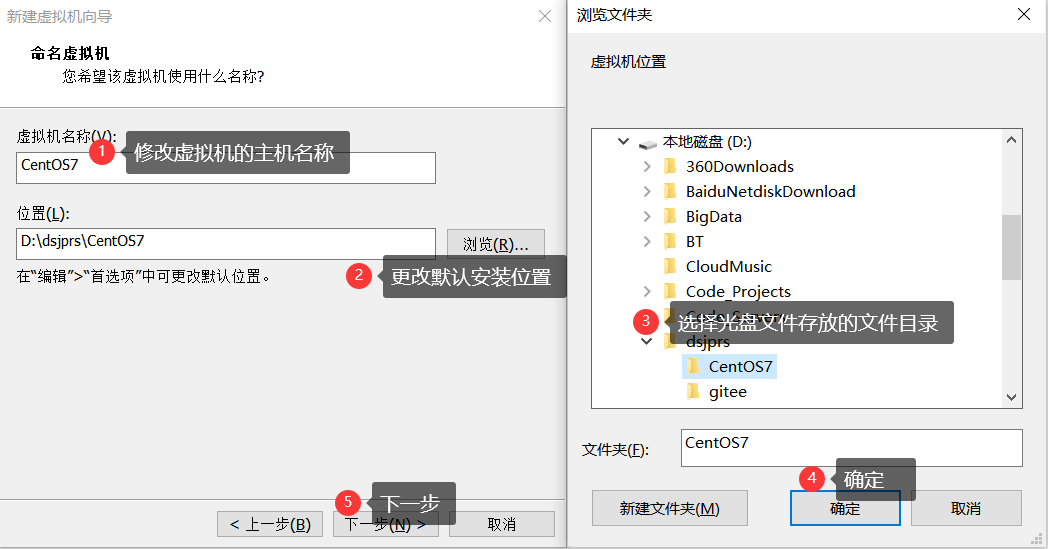 新建虚拟机向导
命名虚拟机
您希望该虚拟机使用什么名称?
虚拟机名称(V):
1 修改虚拟机的主机名称
CentOS7
位置(L):
D:\dsjprs\CentOS7
浏览(R)...
在“编辑”>“首选项”中可更改默认位置。
2 更改默认安装位置
5 下一步
< 上一步(B)
下一步(N) >
取消
浏览文件夹
虚拟机位置
本地磁盘 (D:)
360Downloads
BaiduNetdiskDownload
BigData
BT
CloudMusic
Code_Projects
3 选择光盘文件存放的文件目录
dsjprs
CentOS7
gitee
文件夹(F):
CentOS7
4 确定
新建文件夹(M)
确定
取消